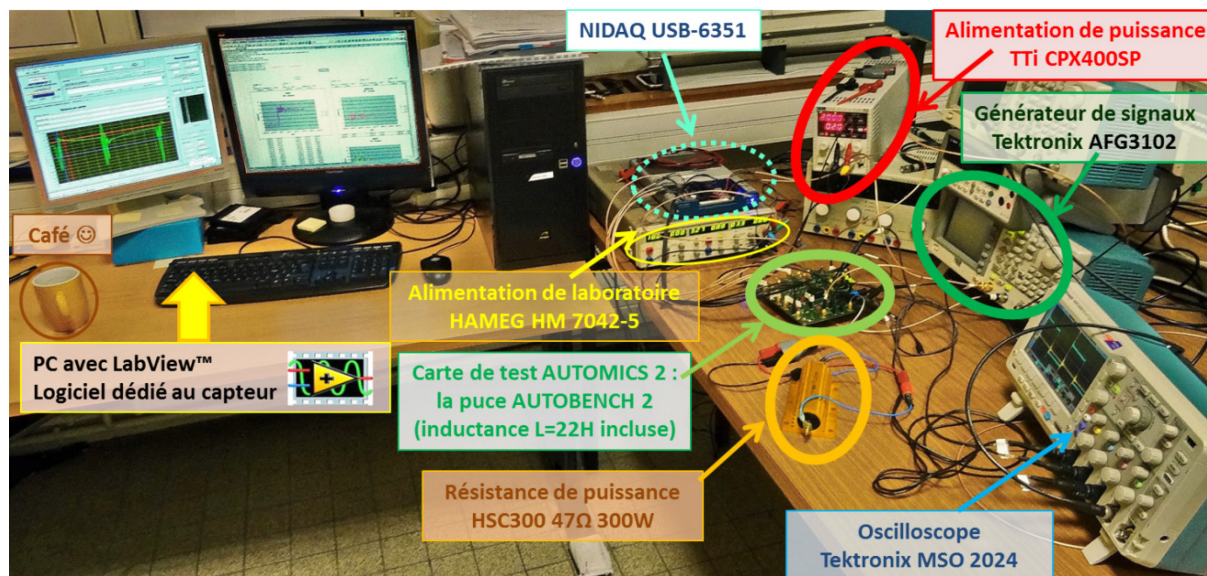 NIDAQ USB-6351
Alimentation de puissance
TTi CPX400SP
Générateur de signaux
Tektronix AFG3102
Café ☺
Alimentation de laboratoire
HAMEG HM 7042-5
PC avec LabView™
Logiciel dédié au capteur
Carte de test AUTOMICS 2 :
la puce AUTOBENCH 2
(inductance L=22H incluse)
Résistance de puissance
HSC300 47Ω 300W
Oscilloscope
Tektronix MSO 2024